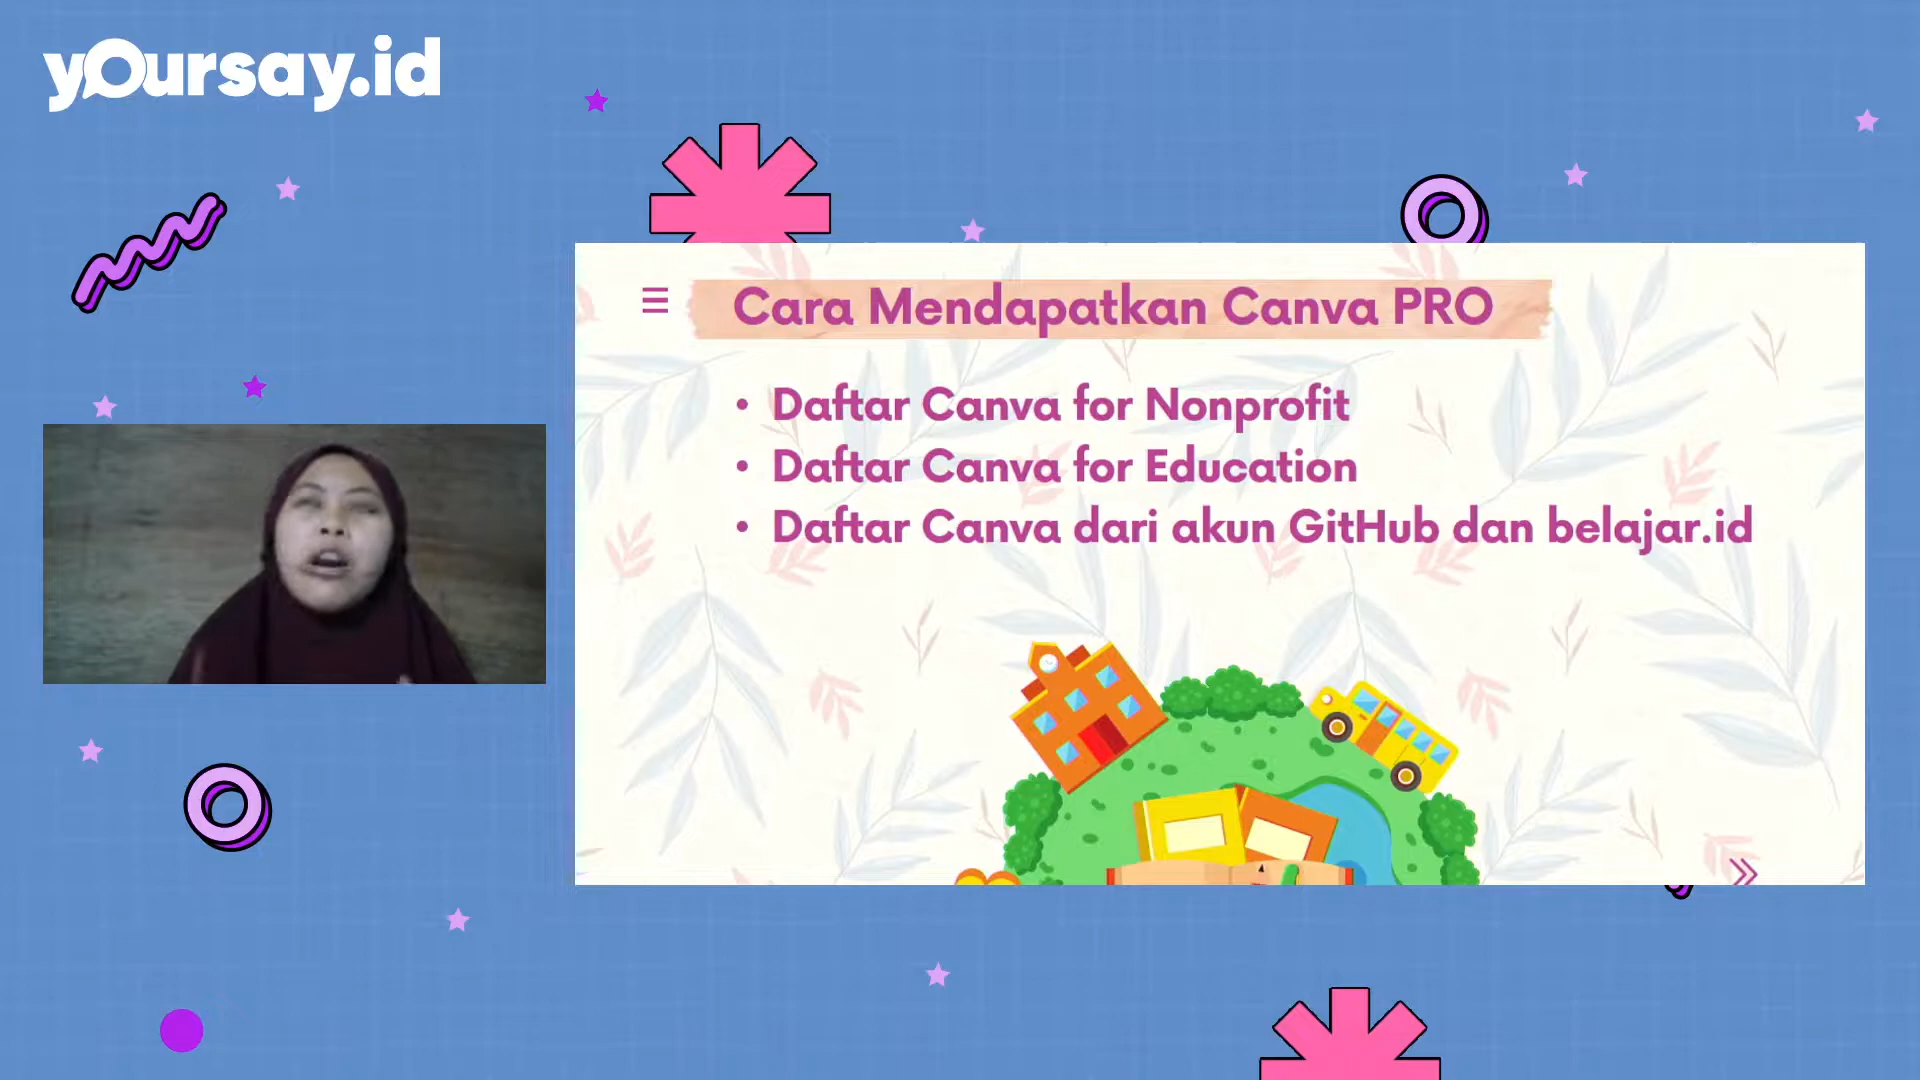 yoursay.id
Cara Mendapatkan Canva PRO
• Daftar Canva for Nonprofit
• Daftar Canva for Education
• Daftar Canva dari akun GitHub dan belajar.id